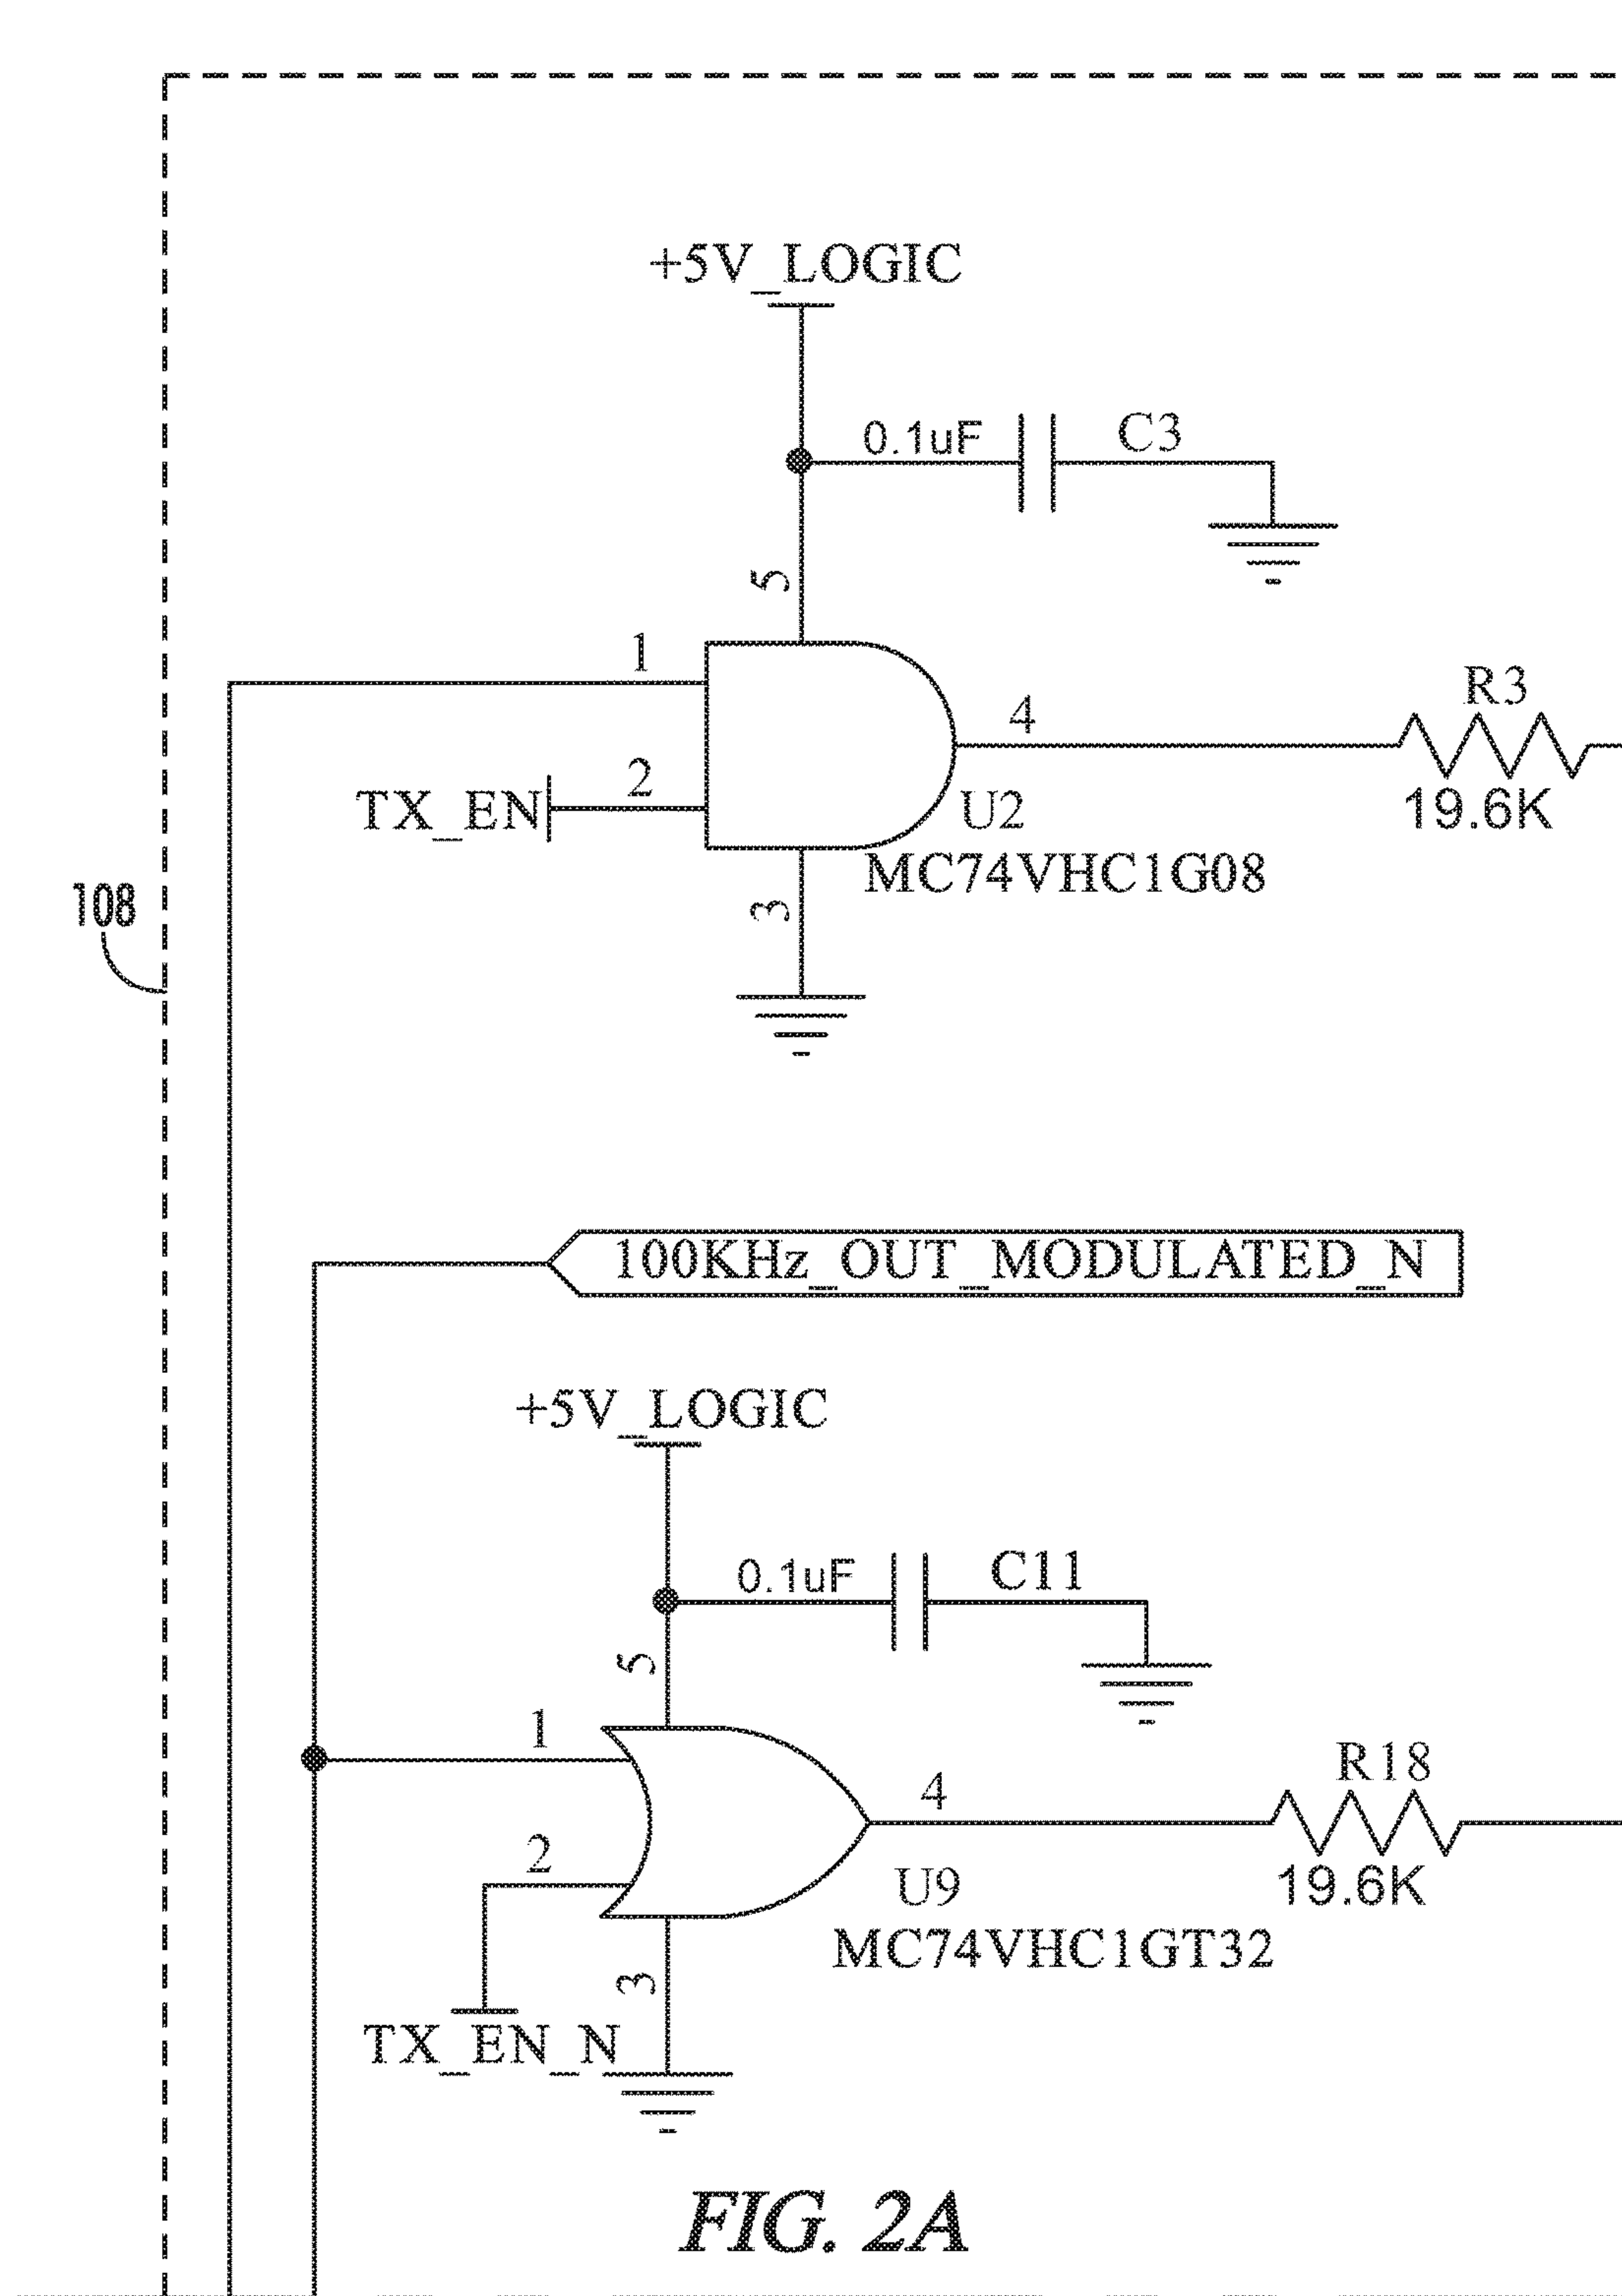 +5V_LOGIC
0.1uF
C3
5
1
4
R3
2
TX_EN
U2
19.6K
MC74VHC1G08
108
3
100KHz_OUT_MODULATED_N
+5V_LOGIC
0.1uF
C11
5
1
4
R18
2
U9
19.6K
MC74VHC1GT32
3
TX_EN_N
FIG. 2A